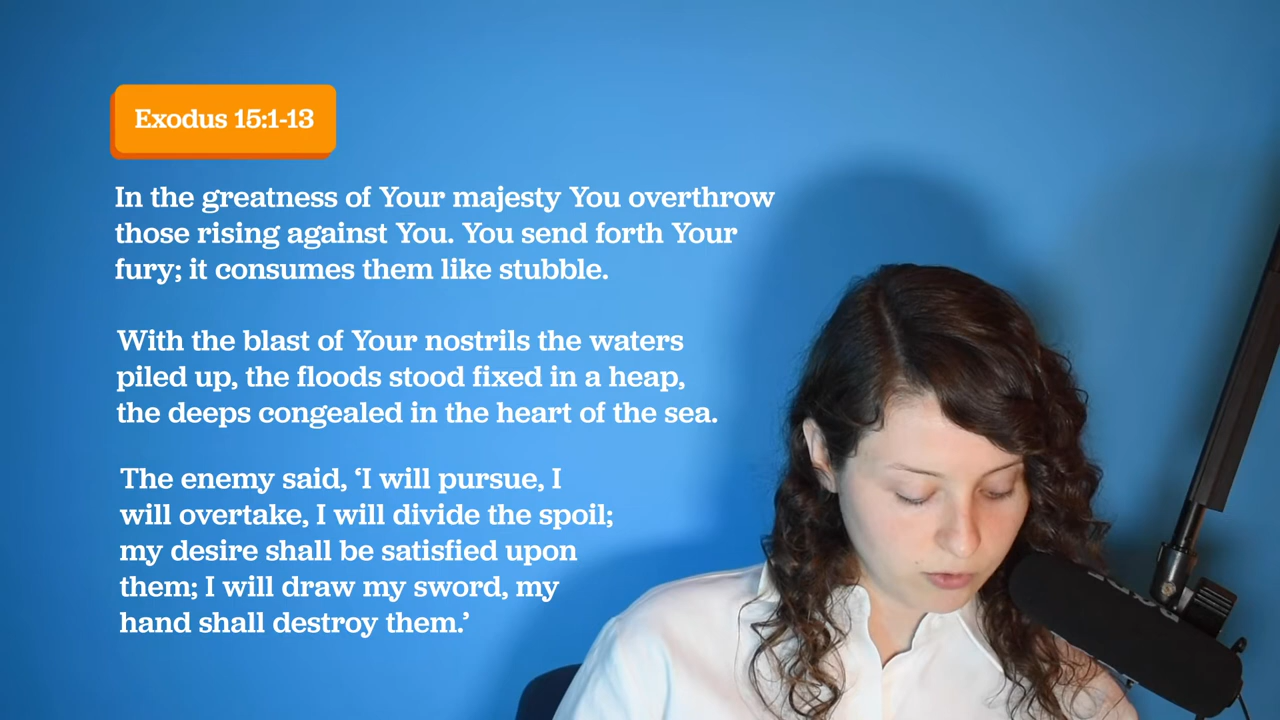 Exodus 15:1-13
In the greatness of Your majesty You overthrow
those rising against You. You send forth Your
fury; it consumes them like stubble.
With the blast of Your nostrils the waters
piled up, the floods stood fixed in a heap,
the deeps congealed in the heart of the sea.
The enemy said, ‘I will pursue, I
will overtake, I will divide the spoil;
my desire shall be satisfied upon
them; I will draw my sword, my
hand shall destroy them.’